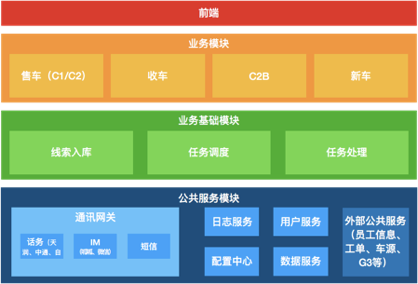 前端
业务模块
售车（C1/C2）
收车
C2B
新车
业务基础模块
线索入库
任务调度
任务处理
公共服务模块
通讯网关
话务（天
润、中通、自
IM
短信
日志服务
用户服务
配置中心
数据服务
外部公共服务
（员工信息、
工单、车源、
G3等）